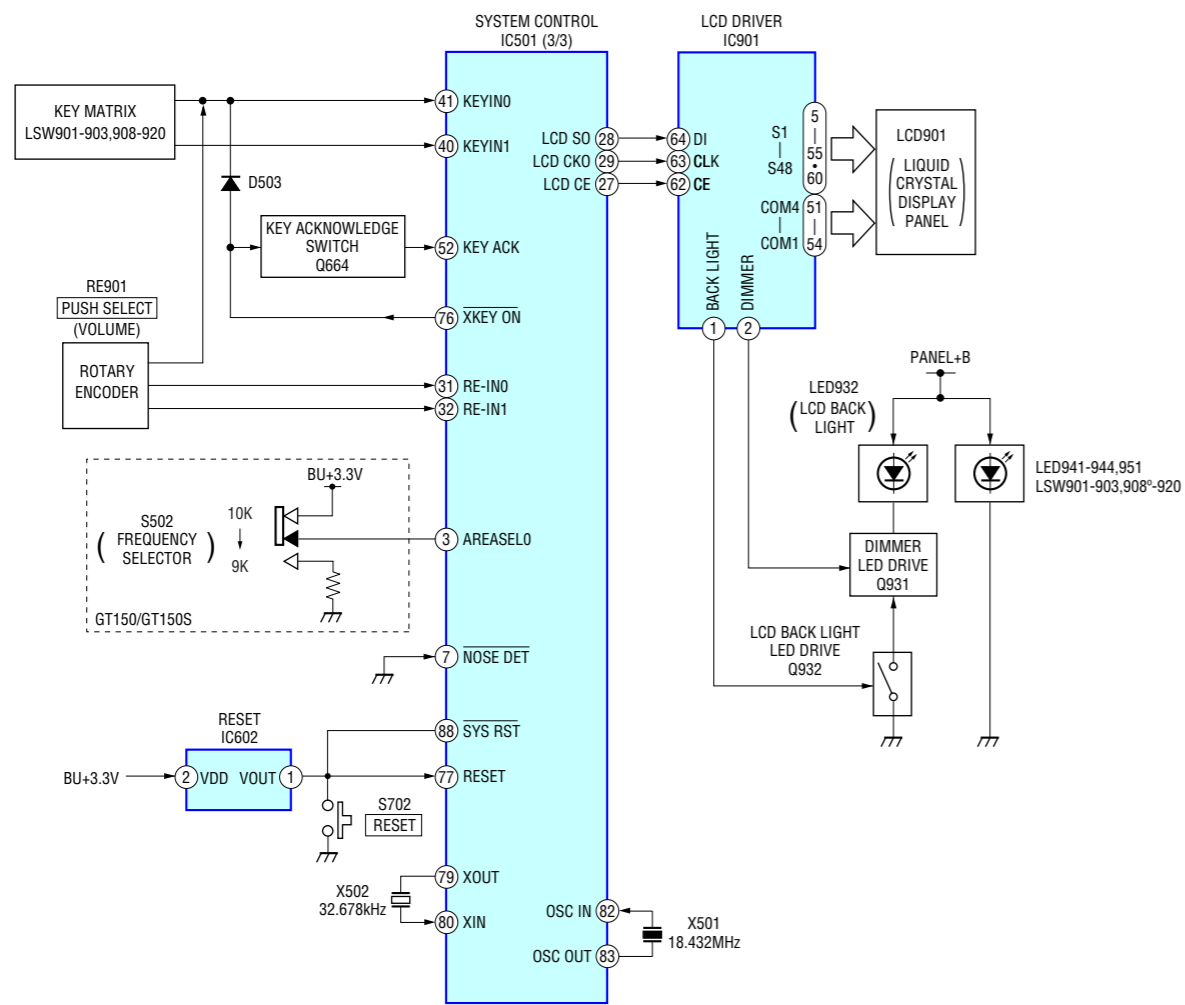 SYSTEM CONTROL
IC501 (3/3)
LCD DRIVER
IC901
KEY MATRIX
LSW901-903,908-920
41 KEYIN0
40 KEYIN1
D503
KEY ACKNOWLEDGE
SWITCH
Q664
52 KEY ACK
76 XKEY ON
RE901
PUSH SELECT
(VOLUME)
ROTARY
ENCODER
31 RE-IN0
32 RE-IN1
LCD SO 28
LCD CKO 29
LCD CE 27
64 DI
63 CLK
62 CE
S1
|
S48
5
|
55
•
60
COM4
|
COM1
51
|
54
LCD901
(LIQUID
CRYSTAL
DISPLAY
PANEL)
BACK LIGHT
DIMMER
1
2
PANEL+B
LED932
(LCD BACK
LIGHT)
LED941-944,951
LSW901-903,908º-920
DIMMER
LED DRIVE
Q931
LCD BACK LIGHT
LED DRIVE
Q932
BU+3.3V
S502
(FREQUENCY
SELECTOR)
10K
9K
3 AREASEL0
GT150/GT150S
7 NOSE DET
RESET
IC602
BU+3.3V
2 VDD VOUT 1
88 SYS RST
77 RESET
S702
RESET
79 XOUT
X502
32.678kHz
80 XIN
OSC IN 82
X501
18.432MHz
OSC OUT 83